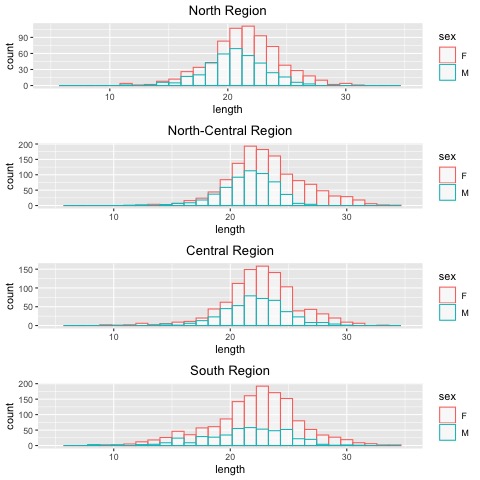 North Region
count
90
60
30
0
10
20
30
length
sex
F
M
North-Central Region
count
200
150
100
50
0
10
20
30
length
sex
F
M
Central Region
count
150
100
50
0
10
20
30
length
sex
F
M
South Region
count
200
150
100
50
0
10
20
30
length
sex
F
M